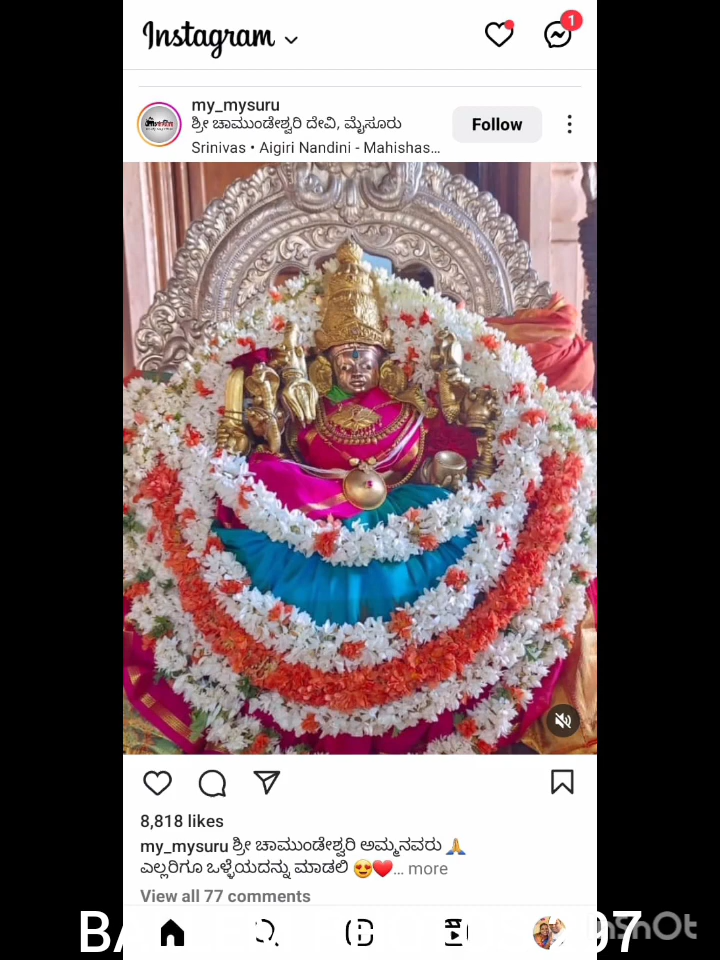 Instagram
1
my_mysuru
ಶ್ರೀ ಚಾಮುಂಡೇಶ್ವರಿ ದೇವಿ, ಮೈಸೂರು
Follow
Srinivas • Aigiri Nandini - Mahishas...
8,818 likes
my_mysuru ಶ್ರೀ ಚಾಮುಂಡೇಶ್ವರಿ ಅಮ್ಮನವರು 🙏
ಎಲ್ಲರಿಗೂ ಒಳ್ಳೆಯದನ್ನು ಮಾಡಲಿ 😍❤️... more
View all 77 comments